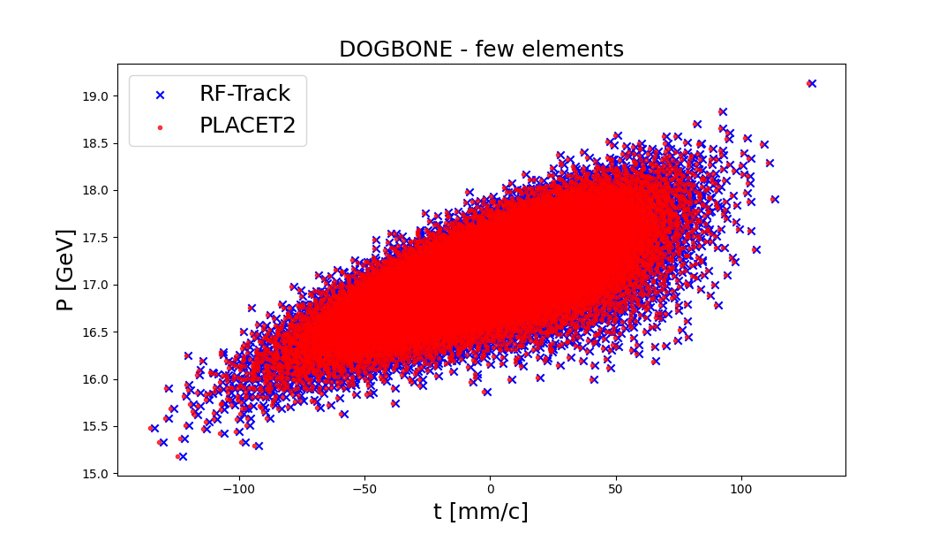 DOGBONE - few elements
RF-Track
PLACET2
19.0
18.5
18.0
17.5
17.0
16.5
16.0
15.5
15.0
P [GeV]
−100 −50 0 50 100
t [mm/c]